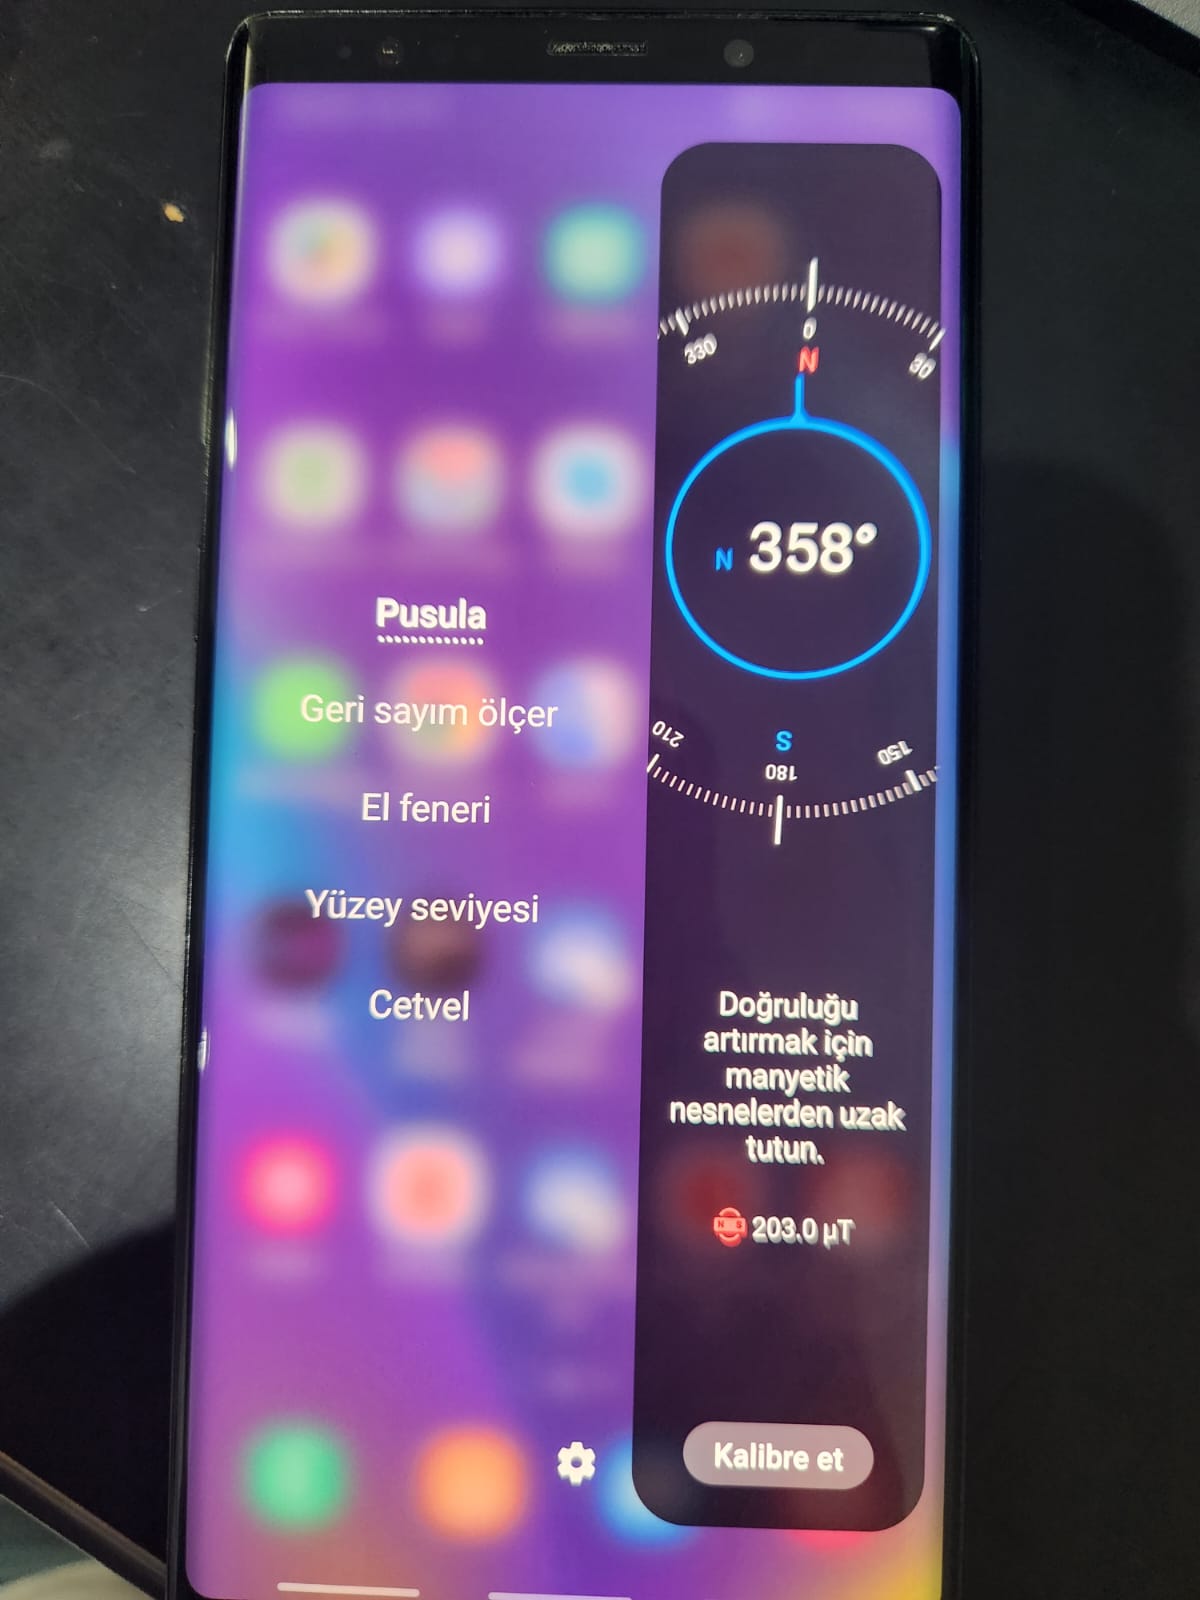 330
0
30
N
N 358°
Pusula
Geri sayım ölçer
El feneri
Yüzey seviyesi
Cetvel
210
S
180
150
Doğruluğu
artırmak için
manyetik
nesnelerden uzak
tutun.
N S 203.0 µT
Kalibre et